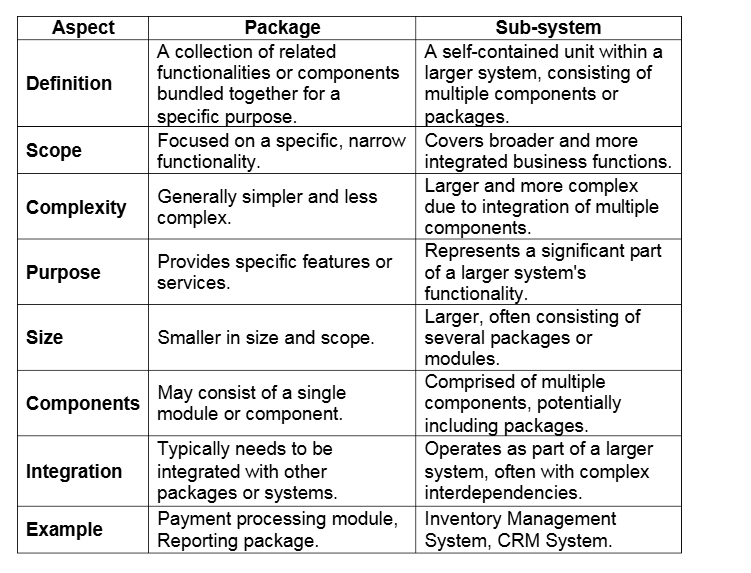 Aspect Package Sub-system
Definition
A collection of related
functionalities or components
bundled together for a
specific purpose.
A self-contained unit within a
larger system, consisting of
multiple components or
packages.
Scope
Focused on a specific, narrow
functionality.
Covers broader and more
integrated business functions.
Complexity
Generally simpler and less
complex.
Larger and more complex
due to integration of multiple
components.
Purpose
Provides specific features or
services.
Represents a significant part
of a larger system's
functionality.
Size
Smaller in size and scope.
Larger, often consisting of
several packages or
modules.
Components
May consist of a single
module or component.
Comprised of multiple
components, potentially
including packages.
Integration
Typically needs to be
integrated with other
packages or systems.
Operates as part of a larger
system, often with complex
interdependencies.
Example
Payment processing module,
Reporting package.
Inventory Management
System, CRM System.